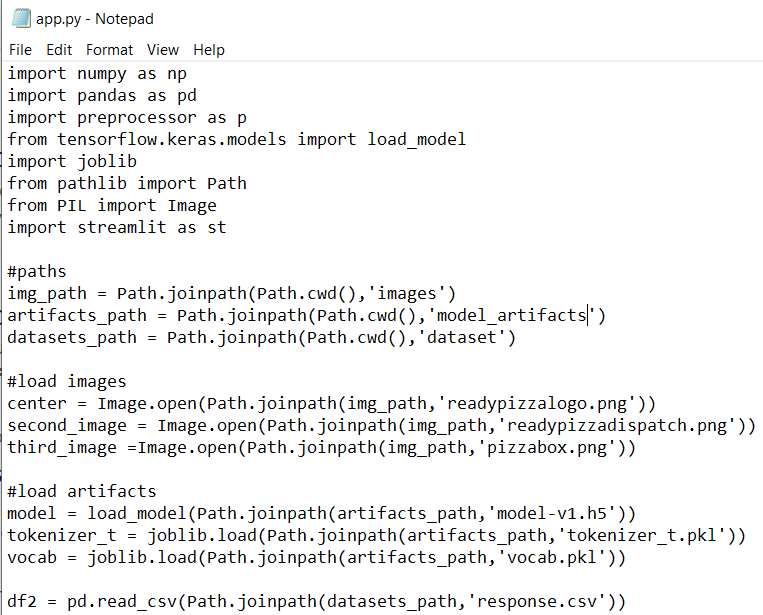 app.py - Notepad
File Edit Format View Help
import numpy as np
import pandas as pd
import preprocessor as p
from tensorflow.keras.models import load_model
import joblib
from pathlib import Path
from PIL import Image
import streamlit as st
#paths
img_path = Path.joinpath(Path.cwd(),'images')
artifacts_path = Path.joinpath(Path.cwd(),'model_artifacts')
datasets_path = Path.joinpath(Path.cwd(),'dataset')
#load images
center = Image.open(Path.joinpath(img_path,'readypizzalogo.png'))
second_image = Image.open(Path.joinpath(img_path,'readypizzadispatch.png'))
third_image =Image.open(Path.joinpath(img_path,'pizzabox.png'))
#load artifacts
model = load_model(Path.joinpath(artifacts_path,'model-v1.h5'))
tokenizer_t = joblib.load(Path.joinpath(artifacts_path,'tokenizer_t.pkl'))
vocab = joblib.load(Path.joinpath(artifacts_path,'vocab.pkl'))
df2 = pd.read_csv(Path.joinpath(datasets_path,'response.csv'))